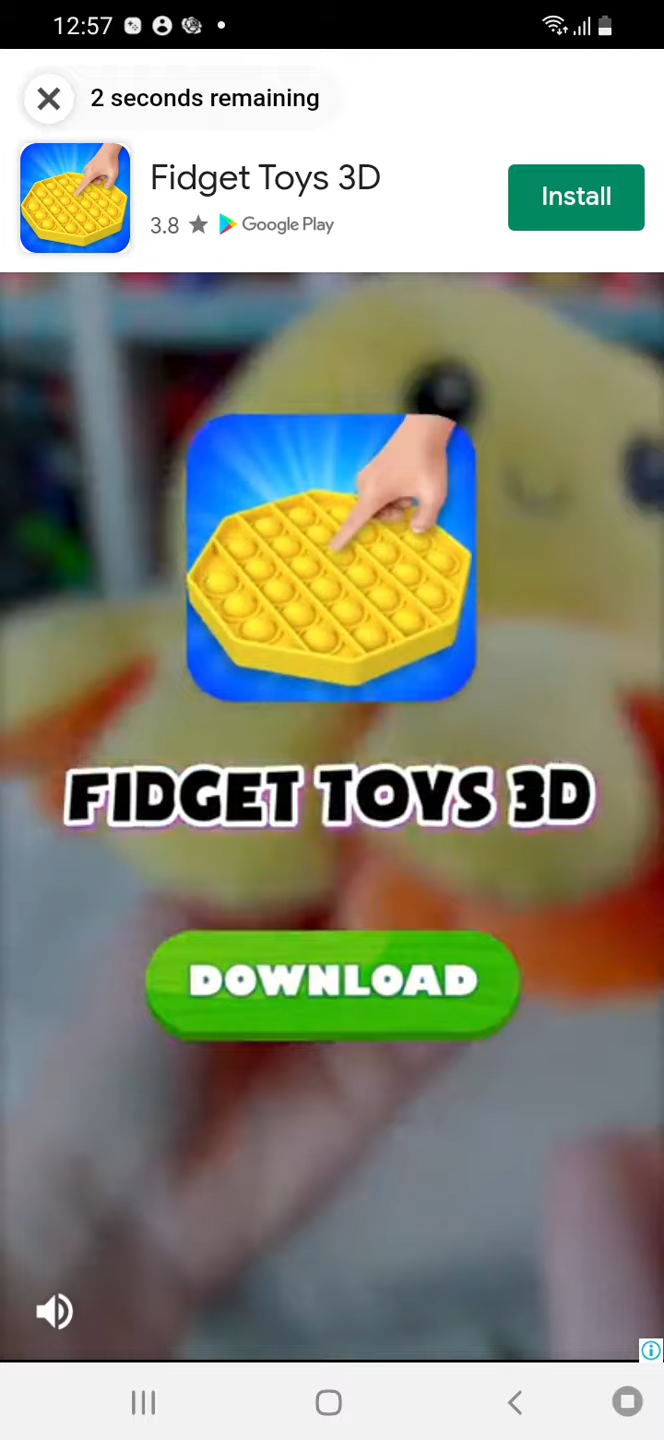 12:57
2 seconds remaining
Fidget Toys 3D
3.8 ★ Google Play
Install
FIDGET TOYS 3D
DOWNLOAD